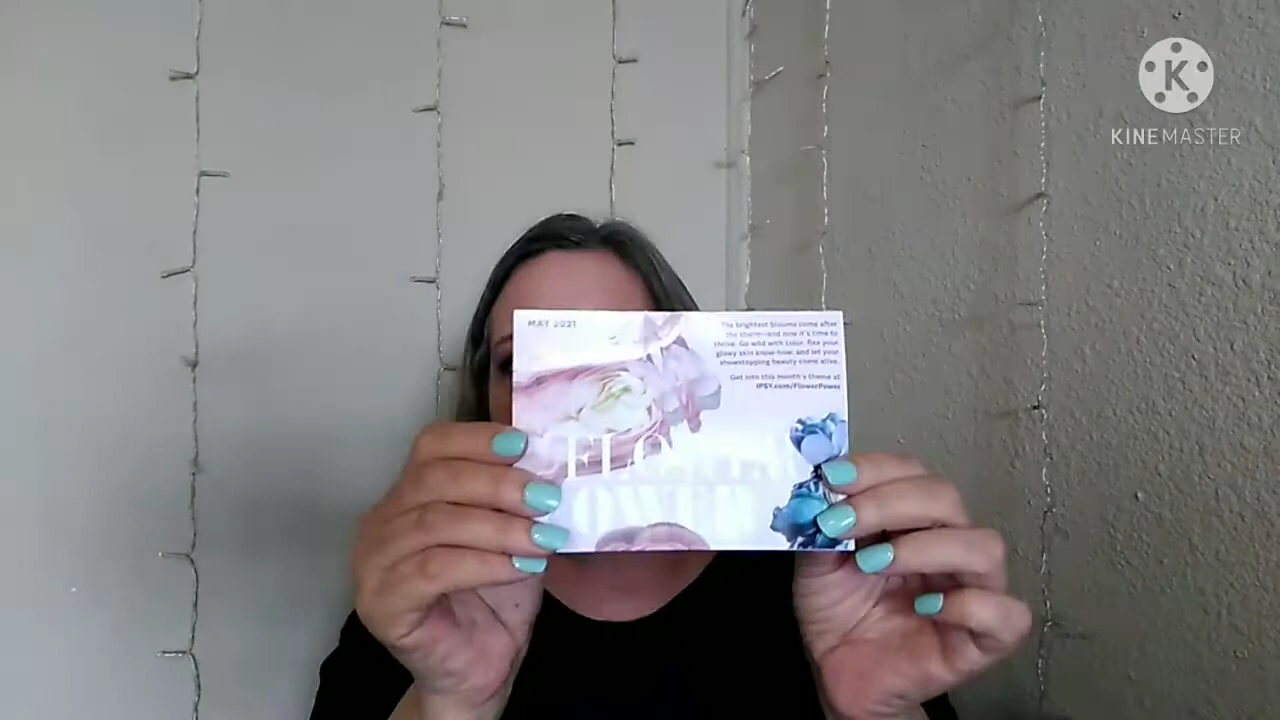 MAY 2021
The brightest blooms come after
the storm—and now it's time to
thrive. Go wild with color, flex your
glowy skin know-how, and let your
showstopping beauty come alive.
Get into this month's theme at
IPSY.com/FlowerPower
FLOWER
POWER
K
KINEMASTER